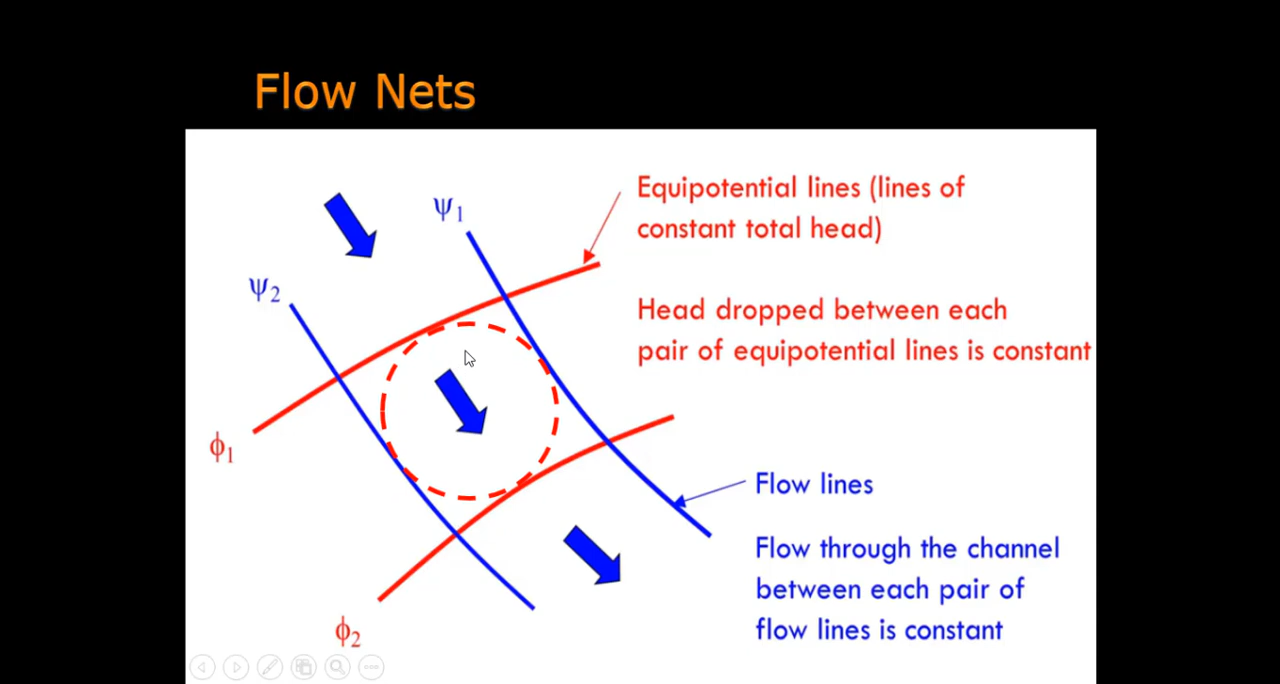 Flow Nets
Equipotential lines (lines of
constant total head)
ψ1
Head dropped between each
pair of equipotential lines is constant
ψ2
ϕ1
Flow lines
Flow through the channel
between each pair of
flow lines is constant
ϕ2